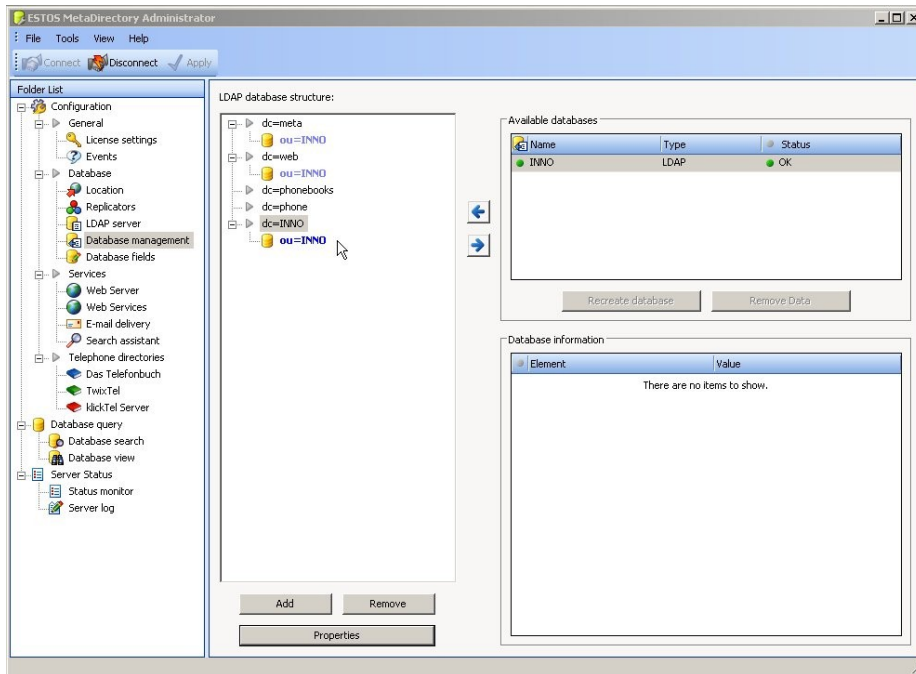 ESTOS MetaDirectory Administrator
File Tools View Help
Connect Disconnect Apply
Folder List
Configuration
General
License settings
Events
Database
Location
Replicators
LDAP server
Database management
Database fields
Services
Web Server
Web Services
E-mail delivery
Search assistant
Telephone directories
Das Telefonbuch
TwixTel
klickTel Server
Database query
Database search
Database view
Server Status
Status monitor
Server log
LDAP database structure:
dc=meta
ou=INNO
dc=web
ou=INNO
dc=phonebooks
dc=phone
dc=INNO
ou=INNO
Add Remove
Properties
Available databases
Name Type Status
INNO LDAP OK
Recreate database Remove Data
Database information
Element Value
There are no items to show.